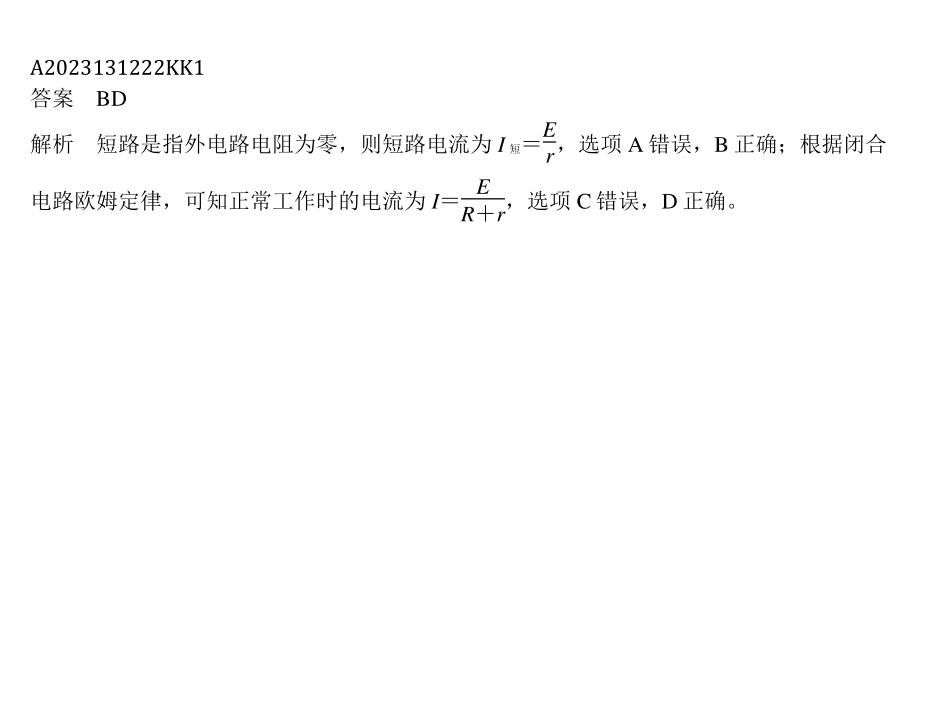 A2023131222KK1
答案 BD
解析 短路是指外电路电阻为零，则短路电流为 I短＝E/r，选项 A 错误，B 正确；根据闭合
电路欧姆定律，可知正常工作时的电流为 I＝E/(R＋r)，选项 C 错误，D 正确。